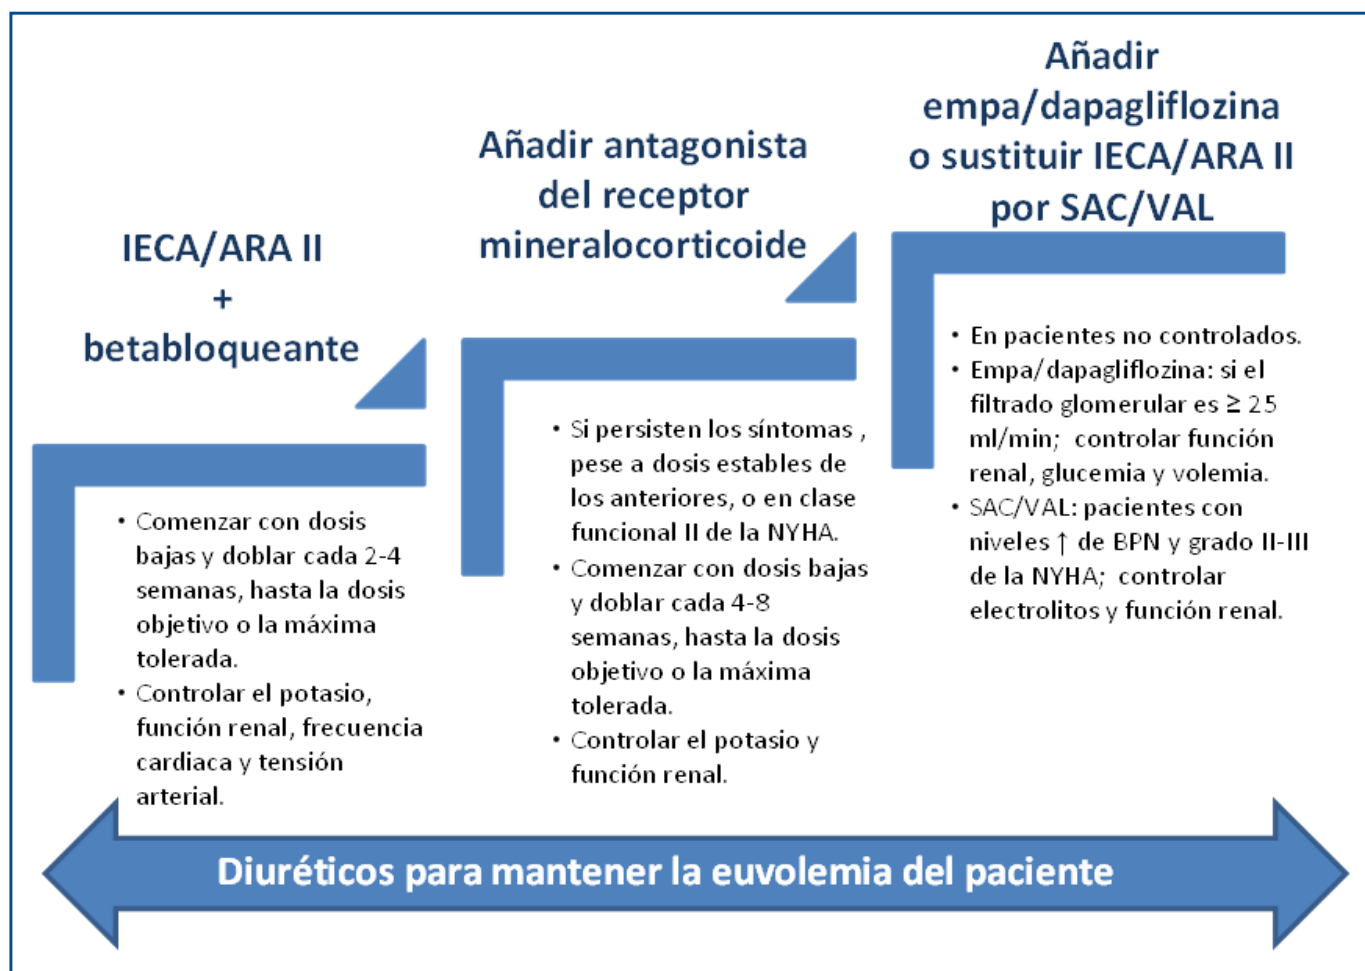 IECA/ARA II
+
betabloqueante
• Comenzar con dosis
bajas y doblar cada 2-4
semanas, hasta la dosis
objetivo o la máxima
tolerada.
• Controlar el potasio,
función renal, frecuencia
cardiaca y tensión
arterial.
Añadir antagonista
del receptor
mineralocorticoide
• Si persisten los síntomas ,
pese a dosis estables de
los anteriores, o en clase
funcional II de la NYHA.
• Comenzar con dosis bajas
y doblar cada 4-8
semanas, hasta la dosis
objetivo o la máxima
tolerada.
• Controlar el potasio y
función renal.
Añadir
empa/dapagliflozina
o sustituir IECA/ARA II
por SAC/VAL
• En pacientes no controlados.
• Empa/dapagliflozina: si el
filtrado glomerular es ≥ 25
ml/min; controlar función
renal, glucemia y volemia.
• SAC/VAL: pacientes con
niveles ↑ de BPN y grado II-III
de la NYHA; controlar
electrolitos y función renal.
Diuréticos para mantener la euvolemia del paciente